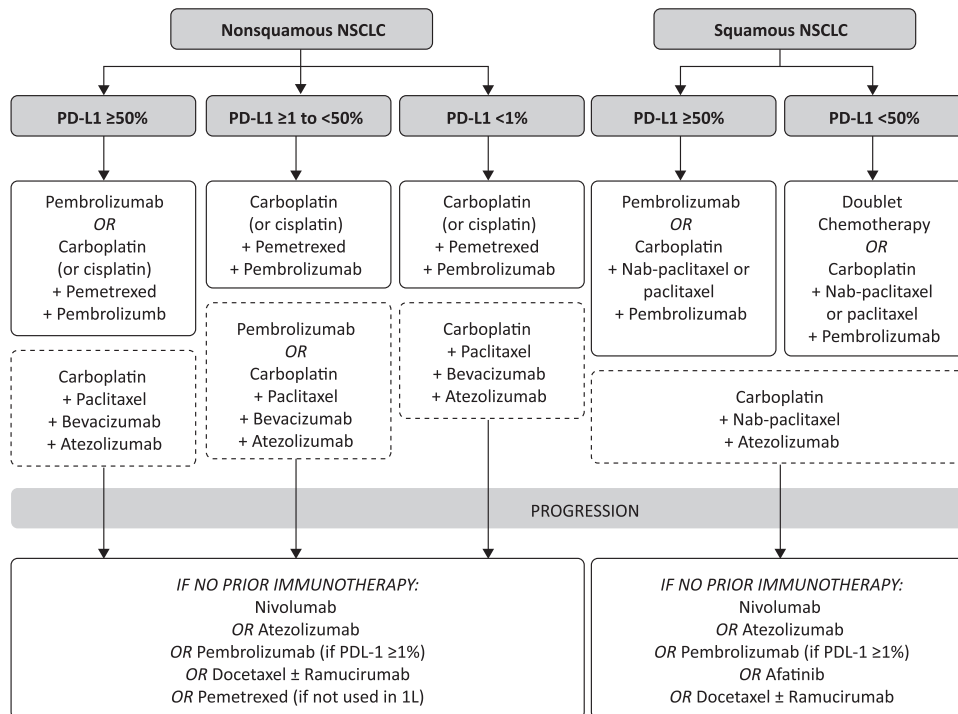 Nonsquamous NSCLC
Squamous NSCLC
PD-L1 ≥50%
PD-L1 ≥1 to <50%
PD-L1 <1%
PD-L1 ≥50%
PD-L1 <50%
Pembrolizumab
OR
Carboplatin
(or cisplatin)
+ Pemetrexed
+ Pembrolizumb
Carboplatin
(or cisplatin)
+ Pemetrexed
+ Pembrolizumab
Carboplatin
(or cisplatin)
+ Pemetrexed
+ Pembrolizumab
Pembrolizumab
OR
Carboplatin
+ Nab-paclitaxel or
paclitaxel
+ Pembrolizumab
Doublet
Chemotherapy
OR
Carboplatin
+ Nab-paclitaxel
or paclitaxel
+ Pembrolizumab
Carboplatin
+ Paclitaxel
+ Bevacizumab
+ Atezolizumab
Pembrolizumab
OR
Carboplatin
+ Paclitaxel
+ Bevacizumab
+ Atezolizumab
Carboplatin
+ Paclitaxel
+ Bevacizumab
+ Atezolizumab
Carboplatin
+ Nab-paclitaxel
+ Atezolizumab
PROGRESSION
IF NO PRIOR IMMUNOTHERAPY:
Nivolumab
OR Atezolizumab
OR Pembrolizumab (if PDL-1 ≥1%)
OR Docetaxel ± Ramucirumab
OR Pemetrexed (if not used in 1L)
IF NO PRIOR IMMUNOTHERAPY:
Nivolumab
OR Atezolizumab
OR Pembrolizumab (if PDL-1 ≥1%)
OR Afatinib
OR Docetaxel ± Ramucirumab